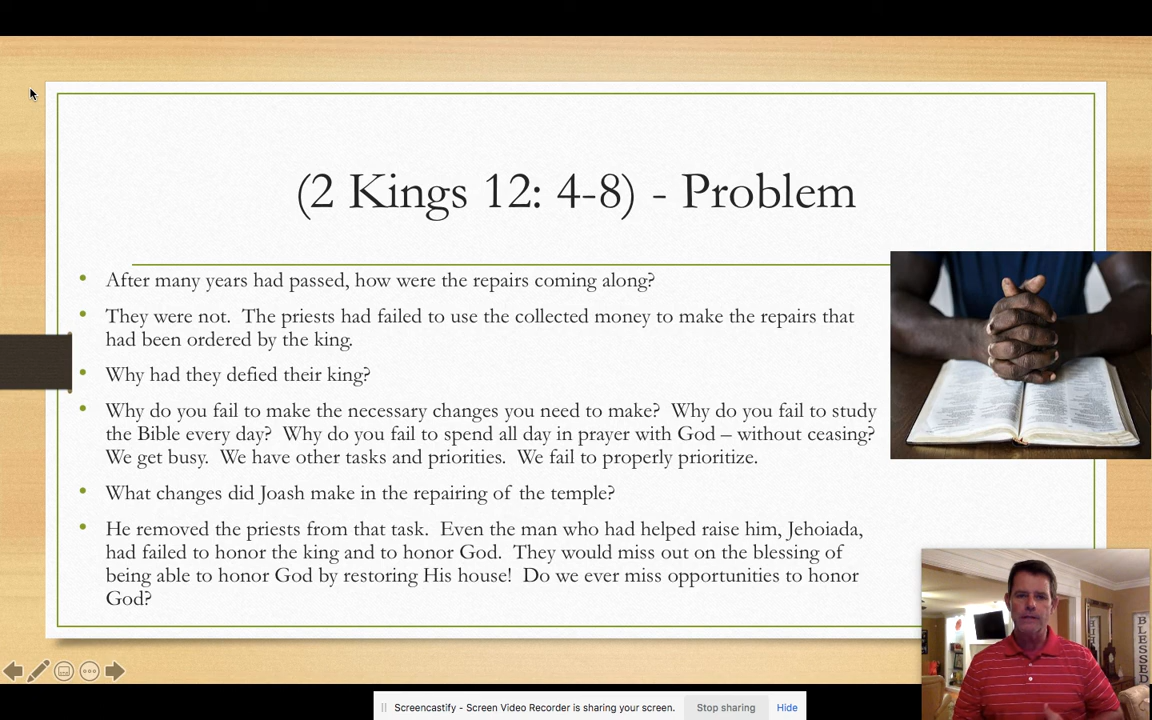 (2 Kings 12: 4-8) - Problem
• After many years had passed, how were the repairs coming along?
• They were not.  The priests had failed to use the collected money to make the repairs that
had been ordered by the king.
• Why had they defied their king?
• Why do you fail to make the necessary changes you need to make?  Why do you fail to study
the Bible every day?  Why do you fail to spend all day in prayer with God – without ceasing?
We get busy.  We have other tasks and priorities.  We fail to properly prioritize.
• What changes did Joash make in the repairing of the temple?
• He removed the priests from that task.  Even the man who had helped raise him, Jehoiada,
had failed to honor the king and to honor God.  They would miss out on the blessing of
being able to honor God by restoring His house!  Do we ever miss opportunities to honor
God?
BLESSED
Screencastify - Screen Video Recorder is sharing your screen.
Stop sharing
Hide